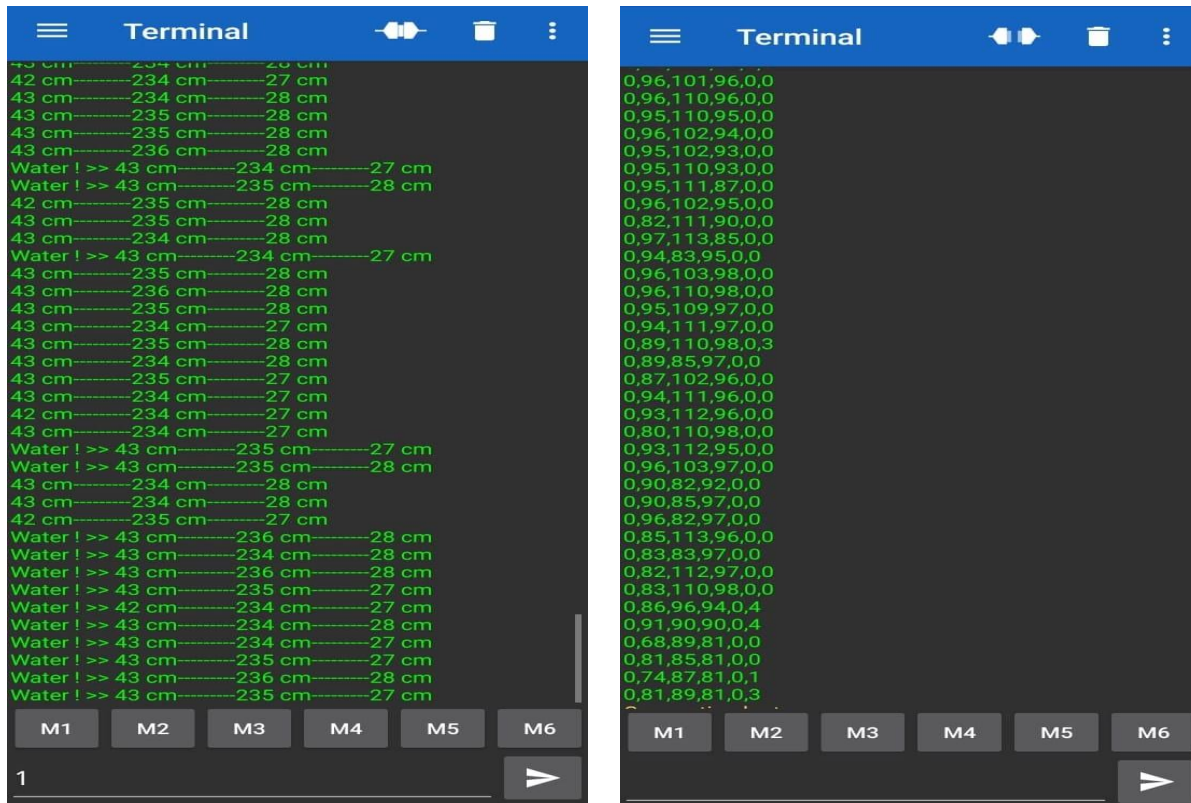 Terminal
43 cm---------234 cm---------28 cm
42 cm---------234 cm---------27 cm
43 cm---------234 cm---------28 cm
43 cm---------235 cm---------28 cm
43 cm---------235 cm---------28 cm
43 cm---------236 cm---------28 cm
Water ! >> 43 cm---------234 cm---------27 cm
Water ! >> 43 cm---------235 cm---------28 cm
42 cm---------235 cm---------28 cm
43 cm---------235 cm---------28 cm
43 cm---------234 cm---------28 cm
Water ! >> 43 cm---------234 cm---------27 cm
43 cm---------235 cm---------28 cm
43 cm---------236 cm---------28 cm
43 cm---------235 cm---------28 cm
43 cm---------234 cm---------27 cm
43 cm---------235 cm---------28 cm
43 cm---------234 cm---------28 cm
43 cm---------235 cm---------27 cm
43 cm---------234 cm---------27 cm
42 cm---------234 cm---------27 cm
43 cm---------234 cm---------27 cm
Water ! >> 43 cm---------235 cm---------27 cm
Water ! >> 43 cm---------235 cm---------28 cm
43 cm---------234 cm---------28 cm
43 cm---------234 cm---------28 cm
42 cm---------235 cm---------27 cm
Water ! >> 43 cm---------236 cm---------28 cm
Water ! >> 43 cm---------234 cm---------28 cm
Water ! >> 43 cm---------236 cm---------28 cm
Water ! >> 43 cm---------235 cm---------27 cm
Water ! >> 42 cm---------234 cm---------27 cm
Water ! >> 43 cm---------234 cm---------28 cm
Water ! >> 43 cm---------234 cm---------27 cm
Water ! >> 43 cm---------235 cm---------27 cm
Water ! >> 43 cm---------236 cm---------28 cm
Water ! >> 43 cm---------235 cm---------27 cm
M1 M2 M3 M4 M5 M6
1
Terminal
0,96,101,96,0,0
0,96,110,96,0,0
0,95,110,95,0,0
0,96,102,94,0,0
0,95,102,93,0,0
0,95,110,93,0,0
0,95,111,87,0,0
0,96,102,95,0,0
0,82,111,90,0,0
0,97,113,85,0,0
0,94,83,95,0,0
0,96,103,98,0,0
0,96,110,98,0,0
0,95,109,97,0,0
0,94,111,97,0,0
0,89,110,98,0,3
0,89,85,97,0,0
0,87,102,96,0,0
0,94,111,96,0,0
0,93,112,96,0,0
0,80,110,98,0,0
0,93,112,95,0,0
0,96,103,97,0,0
0,90,82,92,0,0
0,90,85,97,0,0
0,96,82,97,0,0
0,85,113,96,0,0
0,83,83,97,0,0
0,82,112,97,0,0
0,83,110,98,0,0
0,86,96,94,0,4
0,91,90,90,0,4
0,68,89,81,0,0
0,81,85,81,0,0
0,74,87,81,0,1
0,81,89,81,0,3
M1 M2 M3 M4 M5 M6